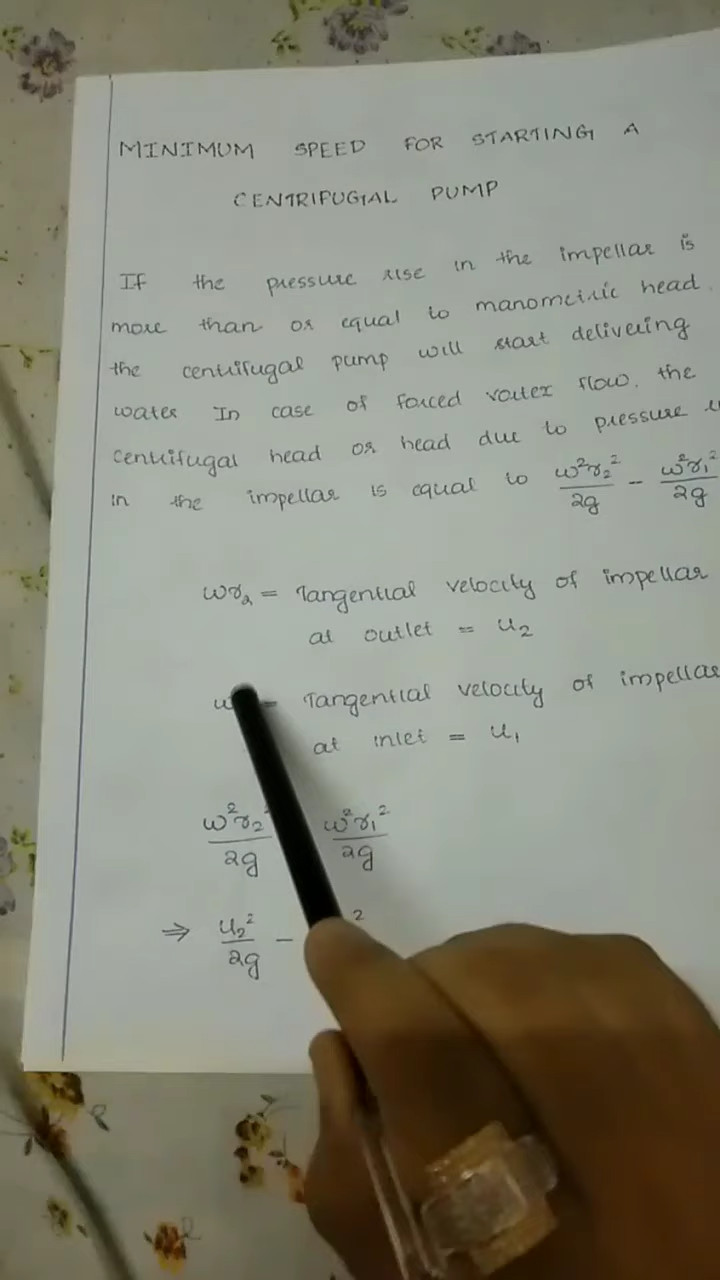 MINIMUM SPEED FOR STARTING A
CENTRIFUGAL PUMP
If the pressure rise in the impellar is
more than or equal to manometric head.
the centrifugal pump will start delivering
water In case of forced vortex flow, the
centrifugal head or head due to pressure
in the impellar is equal to ω²r₂²/2g - ω²r₁²/2g
ωr₂ = Tangential velocity of impellar
at outlet = u₂
= Tangential velocity of impellar
at inlet = u₁
ω²r₂²/2g ω²r₁²/2g
⇒ u₂²/2g -